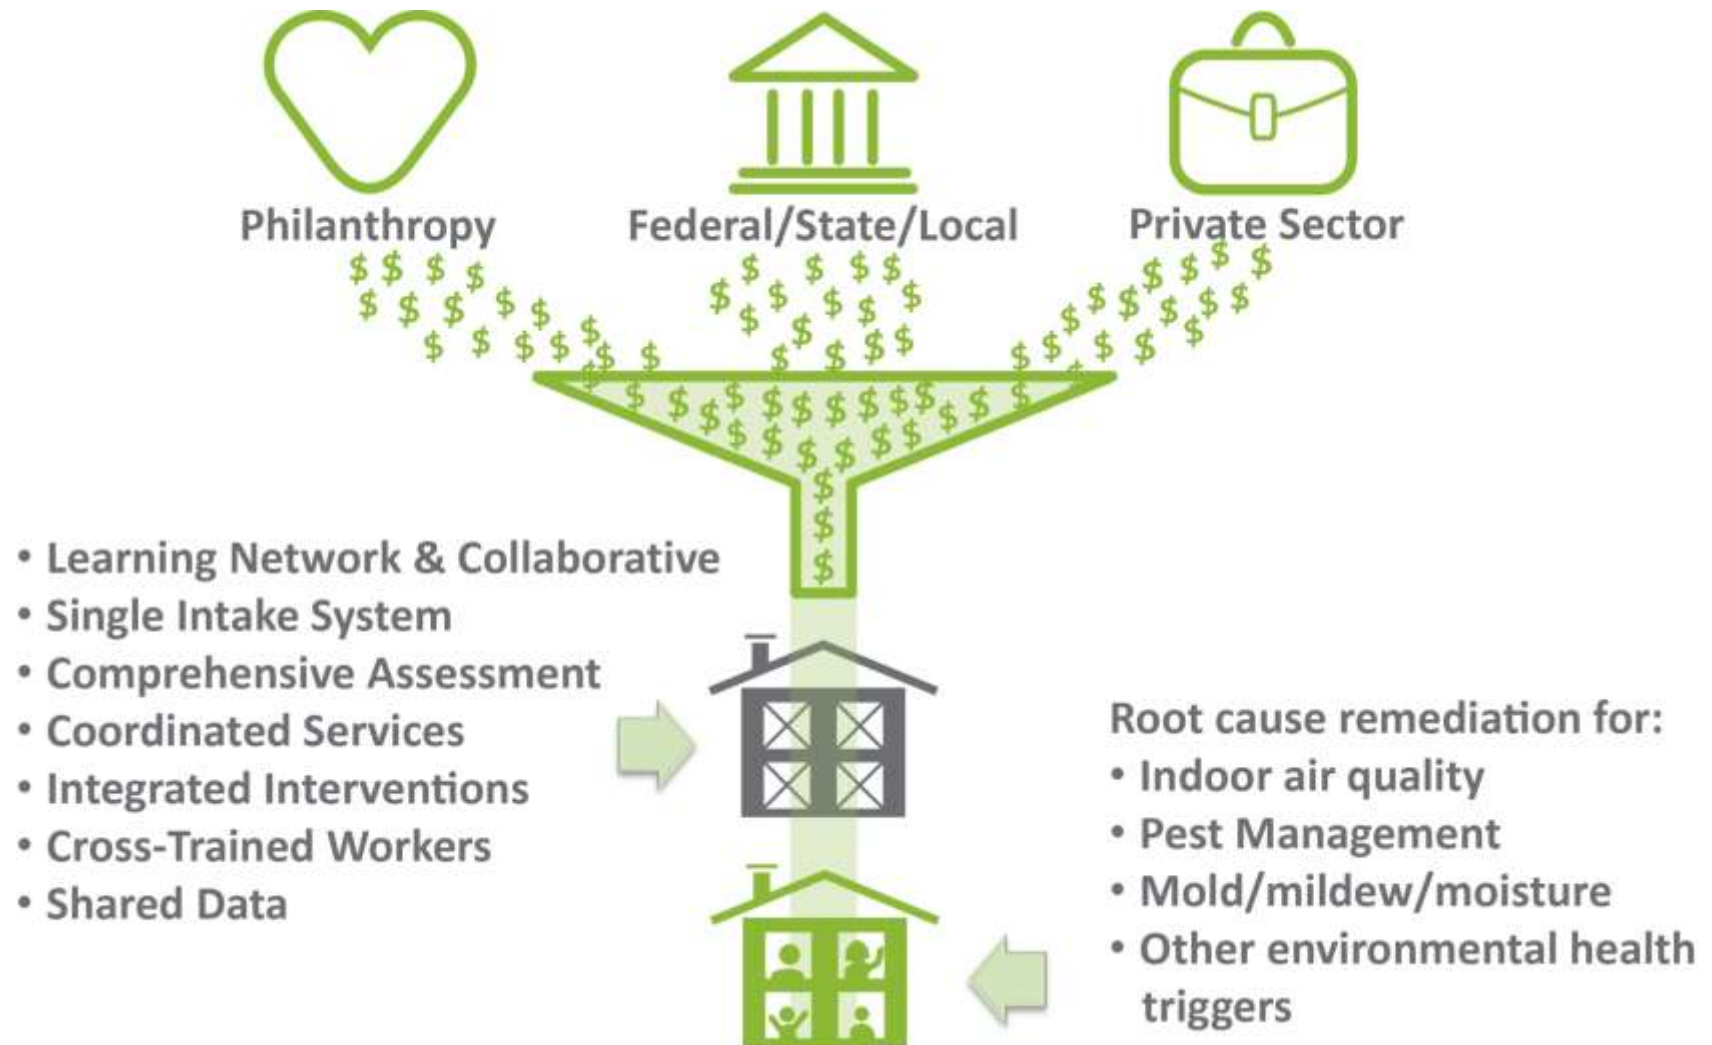 Philanthropy
Federal/State/Local
Private Sector
• Learning Network & Collaborative
• Single Intake System
• Comprehensive Assessment
• Coordinated Services
• Integrated Interventions
• Cross-Trained Workers
• Shared Data
Root cause remediation for:
• Indoor air quality
• Pest Management
• Mold/mildew/moisture
• Other environmental health
triggers